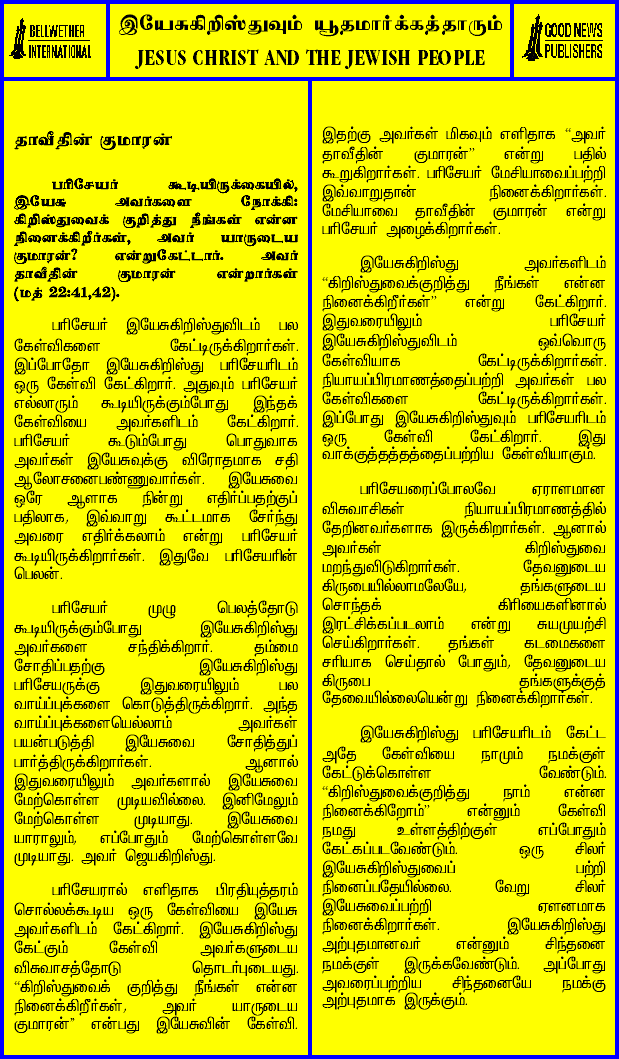 BELLWETHER
INTERNATIONAL
இயேசுகிறிஸ்துவும் யூதமார்க்கத்தாரும்
JESUS CHRIST AND THE JEWISH PEOPLE
GOOD NEWS
PUBLISHERS
தாவீதின் குமாரன்
பரிசேயர் கூடியிருக்கையில்,
இயேசு அவர்களை நோக்கி:
கிறிஸ்துவைக் குறித்து நீங்கள் என்ன
நினைக்கிறீர்கள், அவர் யாருடைய
குமாரன்? என்றுகேட்டார். அவர்
தாவீதின் குமாரன் என்றார்கள்
(மத் 22:41,42).
பரிசேயர் இயேசுகிறிஸ்துவிடம் பல
கேள்விகளை கேட்டிருக்கிறார்கள்.
இப்போதோ இயேசுகிறிஸ்து பரிசேயரிடம்
ஒரு கேள்வி கேட்கிறார். அதுவும் பரிசேயர்
எல்லாரும் கூடியிருக்கும்போது இந்தக்
கேள்வியை அவர்களிடம் கேட்கிறார்.
பரிசேயர் கூடும்போது பொதுவாக
அவர்கள் இயேசுவுக்கு விரோதமாக சதி
ஆலோசனைபண்ணுவார்கள். இயேசுவை
ஒரே ஆளாக நின்று எதிர்ப்பதற்குப்
பதிலாக, இவ்வாறு கூட்டமாக சேர்ந்து
அவரை எதிர்க்கலாம் என்று பரிசேயர்
கூடியிருக்கிறார்கள். இதுவே பரிசேயரின்
பெலன்.
பரிசேயர் முழு பெலத்தோடு
கூடியிருக்கும்போது இயேசுகிறிஸ்து
அவர்களை சந்திக்கிறார். தம்மை
சோதிப்பதற்கு இயேசுகிறிஸ்து
பரிசேயருக்கு இதுவரையிலும் பல
வாய்ப்புக்களை கொடுத்திருக்கிறார். அந்த
வாய்ப்புக்களையெல்லாம் அவர்கள்
பயன்படுத்தி இயேசுவை சோதித்துப்
பார்த்திருக்கிறார்கள். ஆனால்
இதுவரையிலும் அவர்களால் இயேசுவை
மேற்கொள்ள முடியவில்லை. இனிமேலும்
மேற்கொள்ள முடியாது. இயேசுவை
யாராலும், எப்போதும் மேற்கொள்ளவே
முடியாது. அவர் ஜெயகிறிஸ்து.
பரிசேயரால் எளிதாக பிரதியுத்தரம்
சொல்லக்கூடிய ஒரு கேள்வியை இயேசு
அவர்களிடம் கேட்கிறார். இயேசுகிறிஸ்து
கேட்கும் கேள்வி அவர்களுடைய
விசுவாசத்தோடு தொடர்புடையது.
“கிறிஸ்துவைக் குறித்து நீங்கள் என்ன
நினைக்கிறீர்கள், அவர் யாருடைய
குமாரன்” என்பது இயேசுவின் கேள்வி.
இதற்கு அவர்கள் மிகவும் எளிதாக “அவர்
தாவீதின் குமாரன்” என்று பதில்
கூறுகிறார்கள். பரிசேயர் மேசியாவைப்பற்றி
இவ்வாறுதான் நினைக்கிறார்கள்.
மேசியாவை தாவீதின் குமாரன் என்று
பரிசேயர் அழைக்கிறார்கள்.
இயேசுகிறிஸ்து அவர்களிடம்
“கிறிஸ்துவைக்குறித்து நீங்கள் என்ன
நினைக்கிறீர்கள்” என்று கேட்கிறார்.
இதுவரையிலும் பரிசேயர்
இயேசுகிறிஸ்துவிடம் ஒவ்வொரு
கேள்வியாக கேட்டிருக்கிறார்கள்.
நியாயப்பிரமாணத்தைப்பற்றி அவர்கள் பல
கேள்விகளை கேட்டிருக்கிறார்கள்.
இப்போது இயேசுகிறிஸ்துவும் பரிசேயரிடம்
ஒரு கேள்வி கேட்கிறார். இது
வாக்குத்தத்தத்தைப்பற்றிய கேள்வியாகும்.
பரிசேயரைப்போலவே ஏராளமான
விசுவாசிகள் நியாயப்பிரமாணத்தில்
தேறினவர்களாக இருக்கிறார்கள். ஆனால்
அவர்கள் கிறிஸ்துவை
மறந்துவிடுகிறார்கள். தேவனுடைய
கிருபையில்லாமலேயே, தங்களுடைய
சொந்தக் கிரியைகளினால்
இரட்சிக்கப்படலாம் என்று சுயமுயற்சி
செய்கிறார்கள். தங்கள் கடமைகளை
சரியாக செய்தால் போதும், தேவனுடைய
கிருபை தங்களுக்குத்
தேவையில்லையென்று நினைக்கிறார்கள்.
இயேசுகிறிஸ்து பரிசேயரிடம் கேட்ட
அதே கேள்வியை நாமும் நமக்குள்
கேட்டுக்கொள்ள வேண்டும்.
“கிறிஸ்துவைக்குறித்து நாம் என்ன
நினைக்கிறோம்” என்னும் கேள்வி
நமது உள்ளத்திற்குள் எப்போதும்
கேட்கப்படவேண்டும். ஒரு சிலர்
இயேசுகிறிஸ்துவைப் பற்றி
நினைப்பதேயில்லை. வேறு சிலர்
இயேசுவைப்பற்றி ஏளனமாக
நினைக்கிறார்கள். இயேசுகிறிஸ்து
அற்புதமானவர் என்னும் சிந்தனை
நமக்குள் இருக்கவேண்டும். அப்போது
அவரைப்பற்றிய சிந்தனையே நமக்கு
அற்புதமாக இருக்கும்.